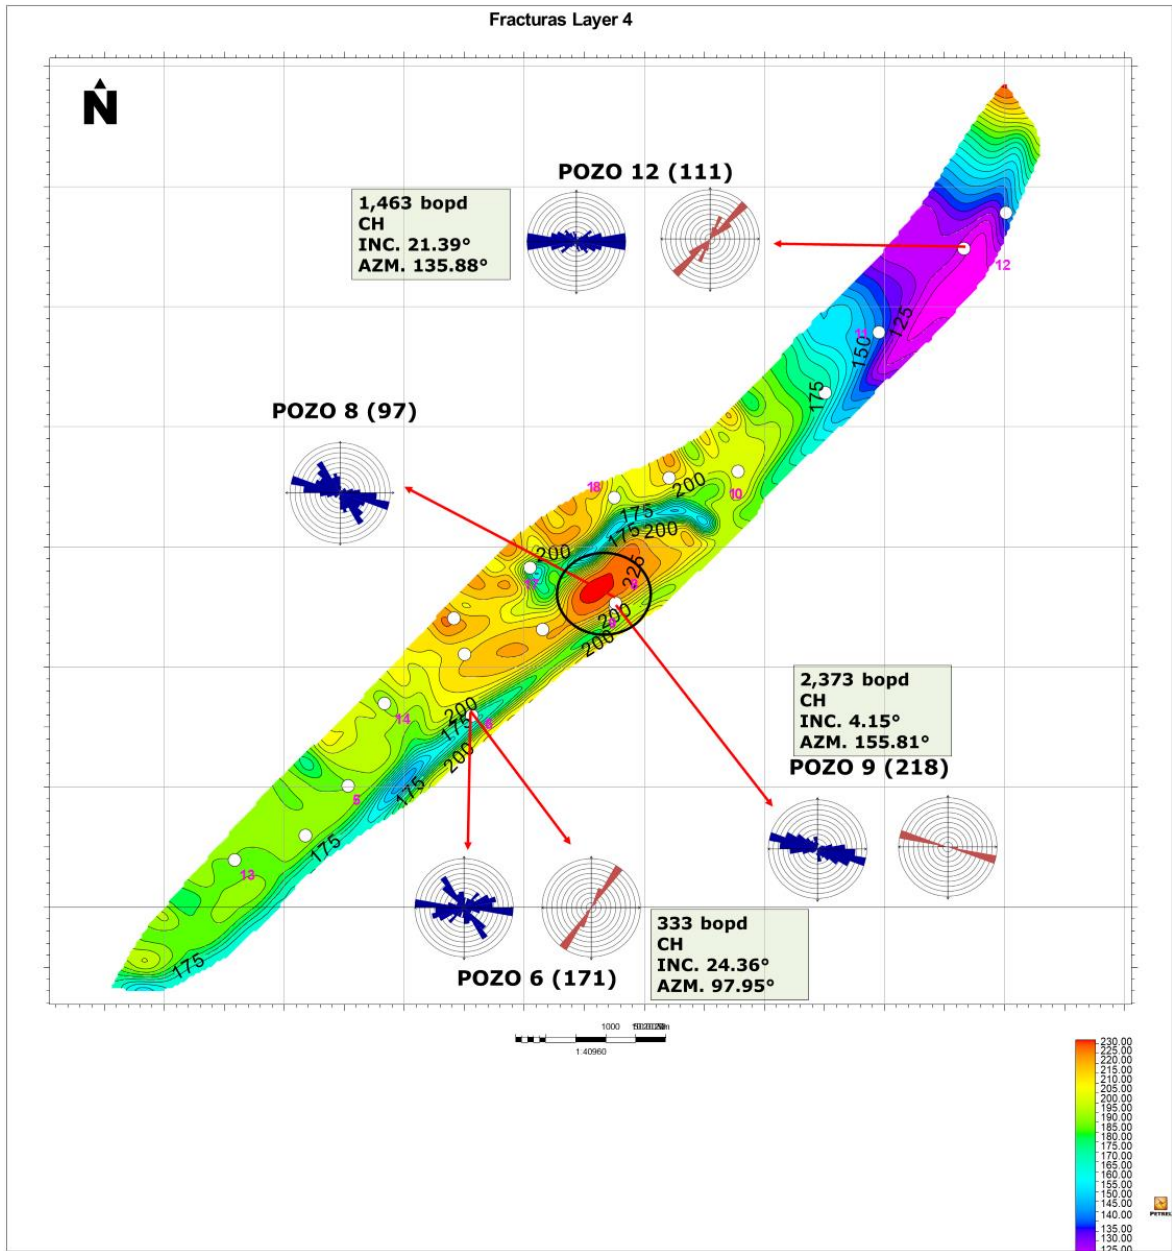 Fracturas Layer 4
N
POZO 12 (111)
1,463 bopd
CH
INC. 21.39°
AZM. 135.88°
12
11
125
150
175
POZO 8 (97)
18
200
10
175
175
200
200
17
225
8
200
9
200
2,373 bopd
CH
INC. 4.15°
AZM. 155.81°
POZO 9 (218)
14
200
175
6
200
175
5
175
13
175
POZO 6 (171)
333 bopd
CH
INC. 24.36°
AZM. 97.95°
1000
1:40960
230.00
225.00
220.00
215.00
210.00
205.00
200.00
195.00
190.00
185.00
180.00
175.00
170.00
165.00
160.00
155.00
150.00
145.00
140.00
135.00
130.00
125.00
PETREL